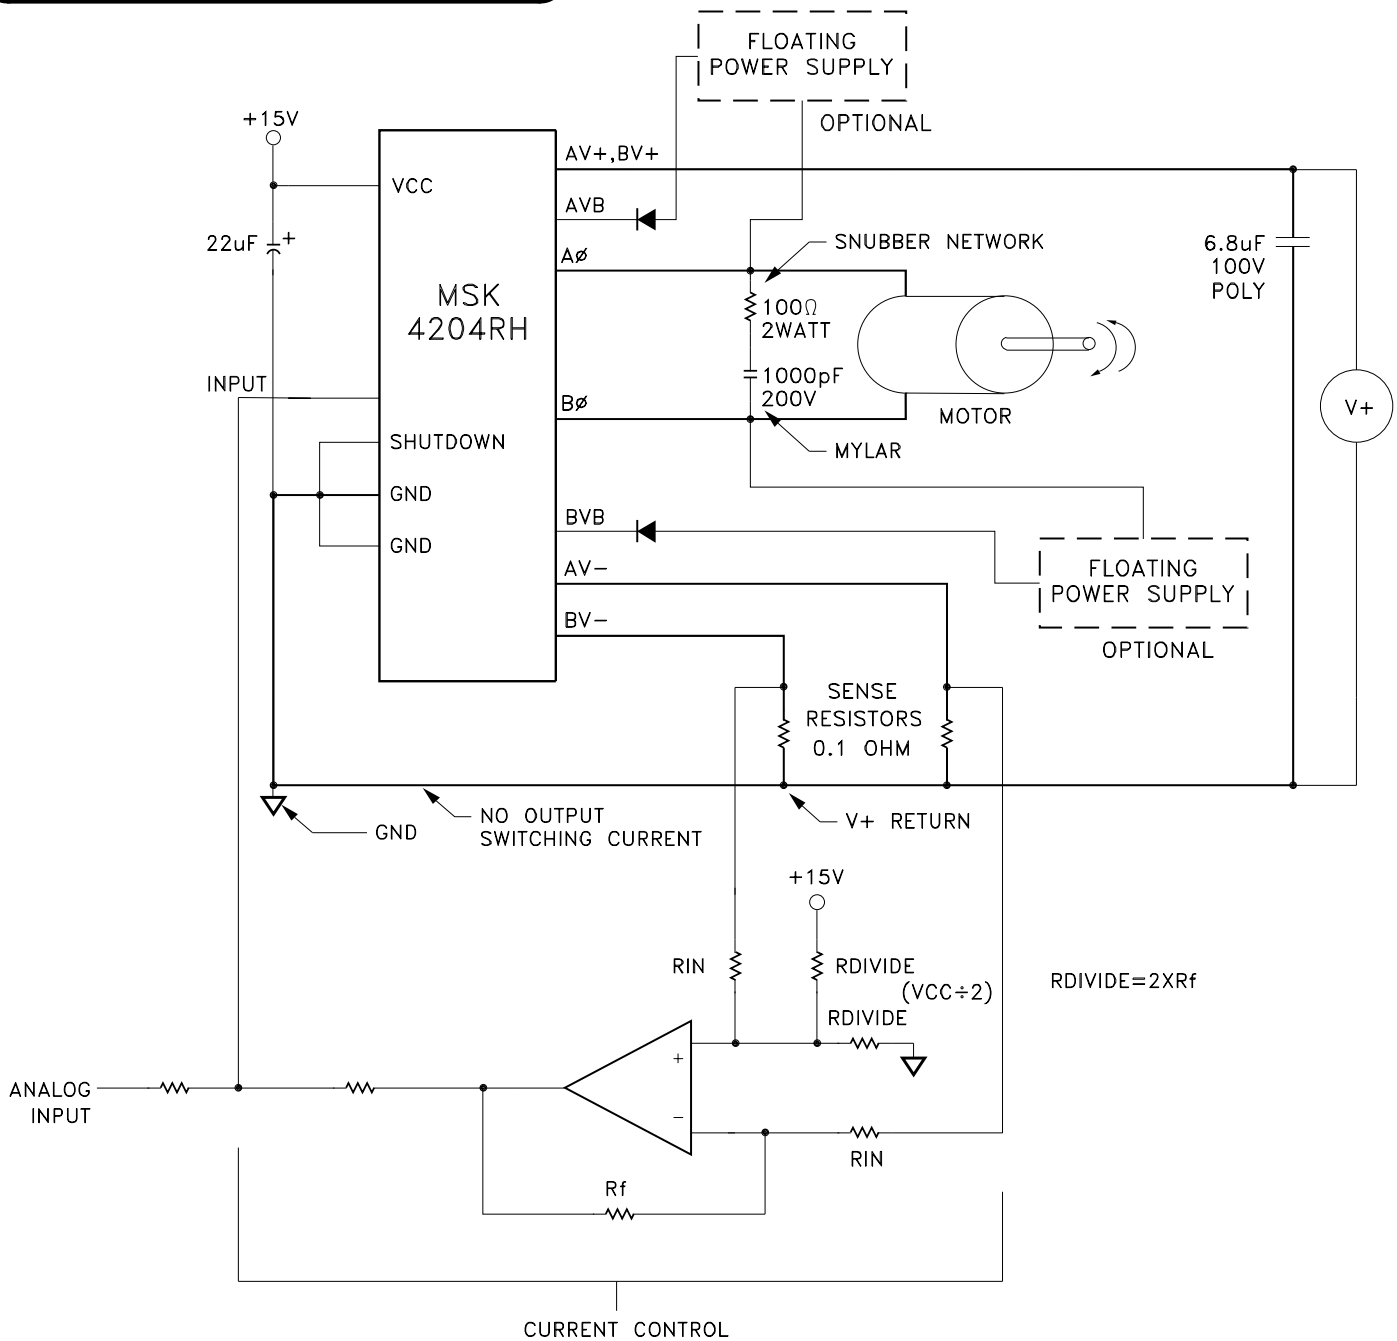 FLOATING
POWER SUPPLY
OPTIONAL
+15V
AV+,BV+
VCC
AVB
22uF +
SNUBBER NETWORK
AØ
6.8uF
100V
POLY
MSK
4204RH
100Ω
2WATT
INPUT
1000pF
200V
BØ
MOTOR
V+
SHUTDOWN
MYLAR
GND
BVB
GND
AV-
FLOATING
POWER SUPPLY
BV-
OPTIONAL
SENSE
RESISTORS
0.1 OHM
NO OUTPUT
SWITCHING CURRENT
GND
V+ RETURN
+15V
RIN
RDIVIDE
(VCC÷2)
RDIVIDE=2XRf
RDIVIDE
+
ANALOG
INPUT
-
RIN
Rf
CURRENT CONTROL